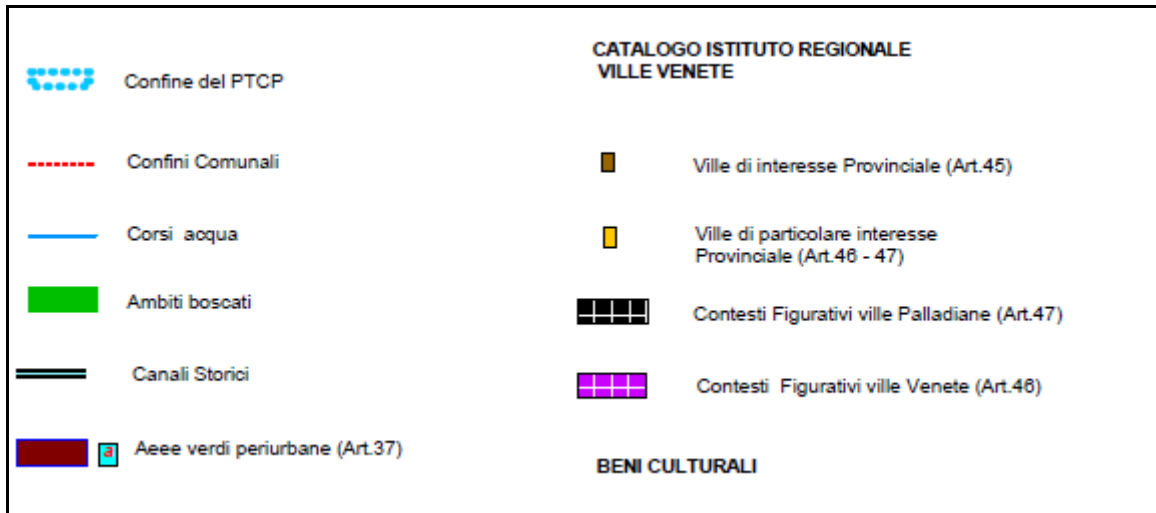 Confine del PTCP
Confini Comunali
Corsi acqua
Ambiti boscati
Canali Storici
a
Aeee verdi periurbane (Art.37)
CATALOGO ISTITUTO REGIONALE
VILLE VENETE
Ville di interesse Provinciale (Art.45)
Ville di particolare interesse
Provinciale (Art.46 - 47)
Contesti Figurativi ville Palladiane (Art.47)
Contesti Figurativi ville Venete (Art.46)
BENI CULTURALI